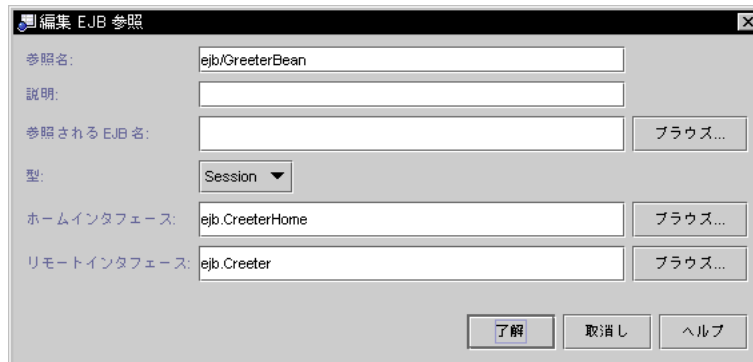 編集 EJB 参照
参照名: ejb/GreeterBean
説明:
参照される EJB 名: ブラウズ...
型: Session
ホームインタフェース: ejb.CreeterHome ブラウズ...
リモートインタフェース: ejb.Creeter ブラウズ...
了解 取消し ヘルプ